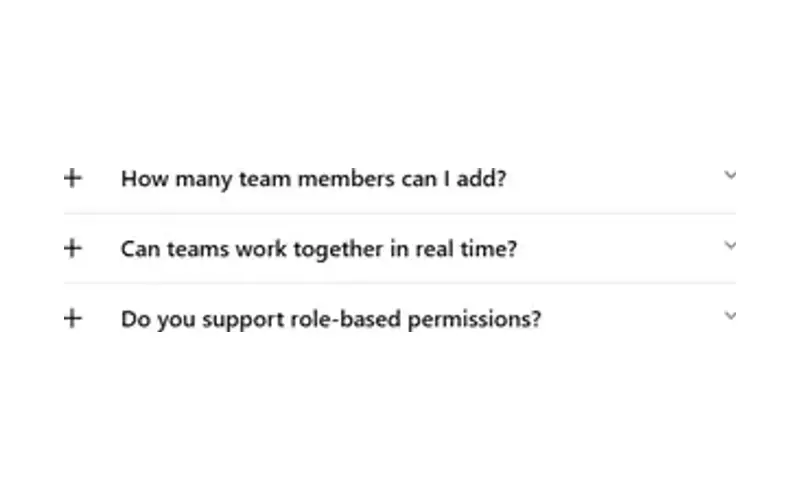 How many team members can I add?
Can teams work together in real time?
Do you support role-based permissions?